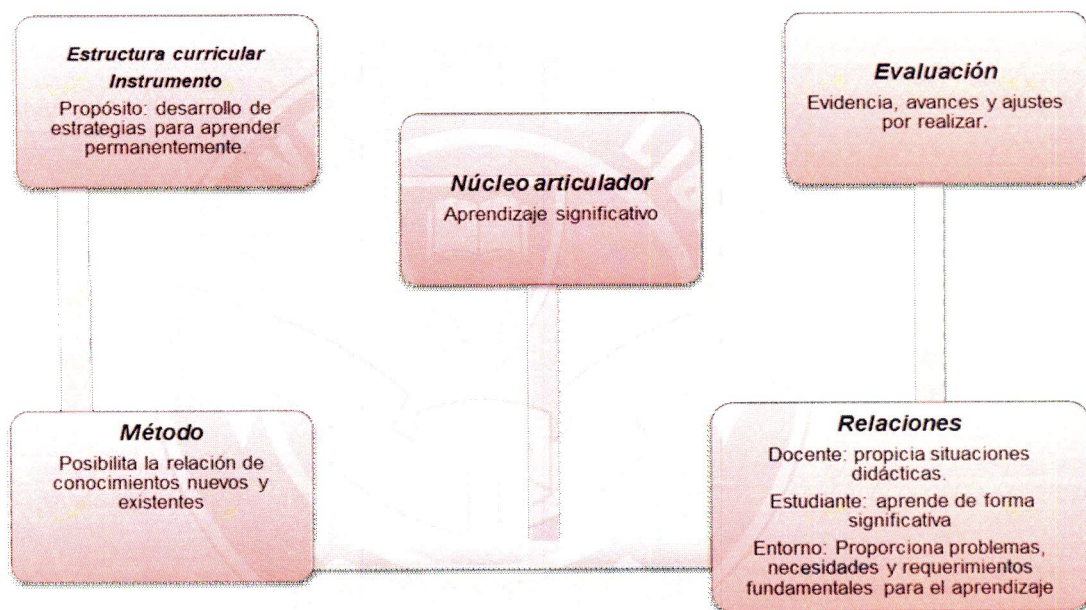 Estructura curricular
Instrumento
Propósito: desarrollo de
estrategias para aprender
permanentemente.
Núcleo articulador
Aprendizaje significativo
Evaluación
Evidencia, avances y ajustes
por realizar.
Método
Posibilita la relación de
conocimientos nuevos y
existentes
Relaciones
Docente: propicia situaciones
didácticas.
Estudiante: aprende de forma
significativa
Entorno: Proporciona problemas,
necesidades y requerimientos
fundamentales para el aprendizaje